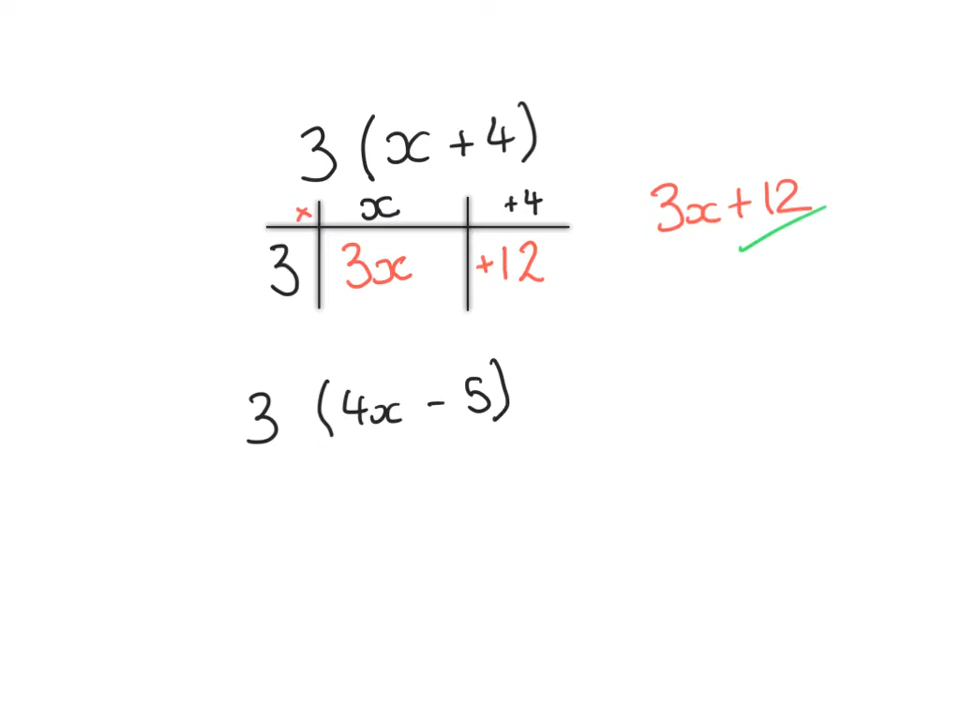 3 (x + 4)
× x +4
3 3x +12
3x + 12
3 (4x - 5)